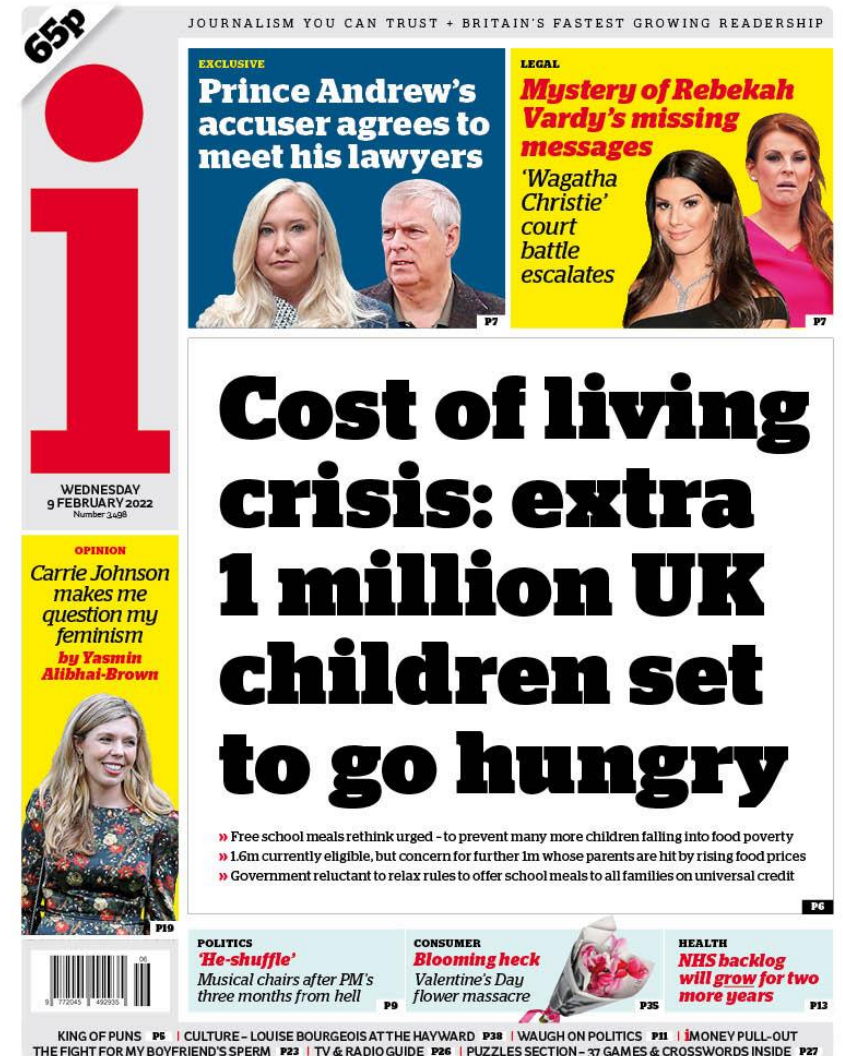 65p
JOURNALISM YOU CAN TRUST + BRITAIN'S FASTEST GROWING READERSHIP
i
WEDNESDAY
9 FEBRUARY 2022
Number 3,498
EXCLUSIVE
Prince Andrew's
accuser agrees to
meet his lawyers
P7
LEGAL
Mystery of Rebekah
Vardy's missing
messages
'Wagatha
Christie'
court
battle
escalates
P7
Cost of living
crisis: extra
1 million UK
children set
to go hungry
» Free school meals rethink urged – to prevent many more children falling into food poverty
» 1.6m currently eligible, but concern for further 1m whose parents are hit by rising food prices
» Government reluctant to relax rules to offer school meals to all families on universal credit
P6
OPINION
Carrie Johnson
makes me
question my
feminism
by Yasmin
Alibhai-Brown
P19
06
9 772045 492935
POLITICS
'He-shuffle'
Musical chairs after PM's
three months from hell
P9
CONSUMER
Blooming heck
Valentine's Day
flower massacre
P35
HEALTH
NHS backlog
will grow for two
more years
P13
KING OF PUNS P5 | CULTURE – LOUISE BOURGEOIS AT THE HAYWARD P38 | WAUGH ON POLITICS P11 | iMONEY PULL-OUT
THE FIGHT FOR MY BOYFRIEND'S SPERM P23 | TV & RADIO GUIDE P26 | PUZZLES SECTION – 37 GAMES & CROSSWORDS INSIDE P27